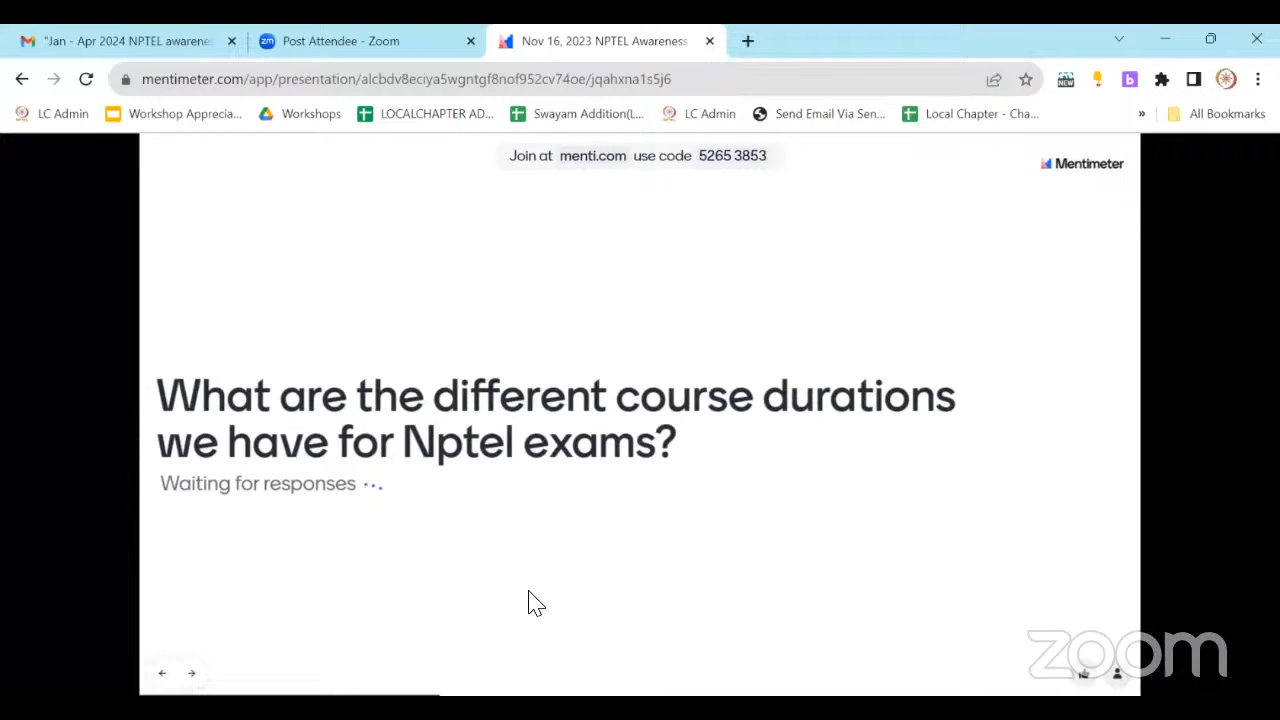 "Jan - Apr 2024 NPTEL awarene
zm
Post Attendee - Zoom
Nov 16, 2023 NPTEL Awareness
mentimeter.com/app/presentation/alcbdv8eciya5wgntgf8nof952cv74oe/jqahxna1s5j6
NEW
b
LC Admin
Workshop Apprecia...
Workshops
LOCALCHAPTER AD...
Swayam Addition(L...
LC Admin
Send Email Via Sen...
Local Chapter - Cha...
»
All Bookmarks
Join at menti.com use code 5265 3853
Mentimeter
What are the different course durations
we have for Nptel exams?
Waiting for responses
zoom